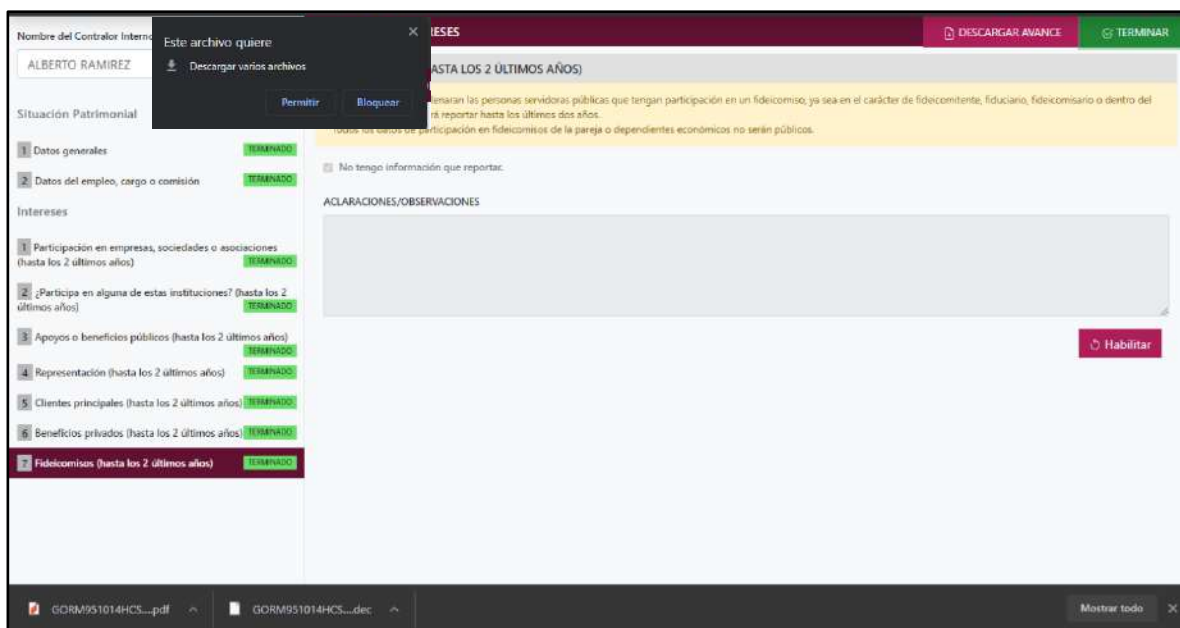 Nombre del Contralor Interno
ALBERTO RAMIREZ
Situación Patrimonial
1 Datos generales TERMINADO
2 Datos del empleo, cargo o comisión TERMINADO
Intereses
1 Participación en empresas, sociedades o asociaciones
(hasta los 2 últimos años) TERMINADO
2 ¿Participa en alguna de estas instituciones? (hasta los 2
últimos años) TERMINADO
3 Apoyos o beneficios públicos (hasta los 2 últimos años)
TERMINADO
4 Representación (hasta los 2 últimos años) TERMINADO
5 Clientes principales (hasta los 2 últimos años) TERMINADO
6 Beneficios privados (hasta los 2 últimos años) TERMINADO
7 Fideicomisos (hasta los 2 últimos años) TERMINADO
Este archivo quiere
Descargar varios archivos
Permitir Bloquear
RESES
DESCARGAR AVANCE
TERMINAR
ASTA LOS 2 ÚLTIMOS AÑOS)
lenaran las personas servidoras públicas que tengan participación en un fideicomiso, ya sea en el carácter de fideicomitente, fiduciario, fideicomisario o dentro del
rá reportar hasta los últimos dos años.
Todos los datos de participación en fideicomisos de la pareja o dependientes económicos no serán públicos.
No tengo información que reportar.
ACLARACIONES/OBSERVACIONES
Habilitar
GORM951014HCS....pdf
GORM951014HCS....dec
Mostrar todo